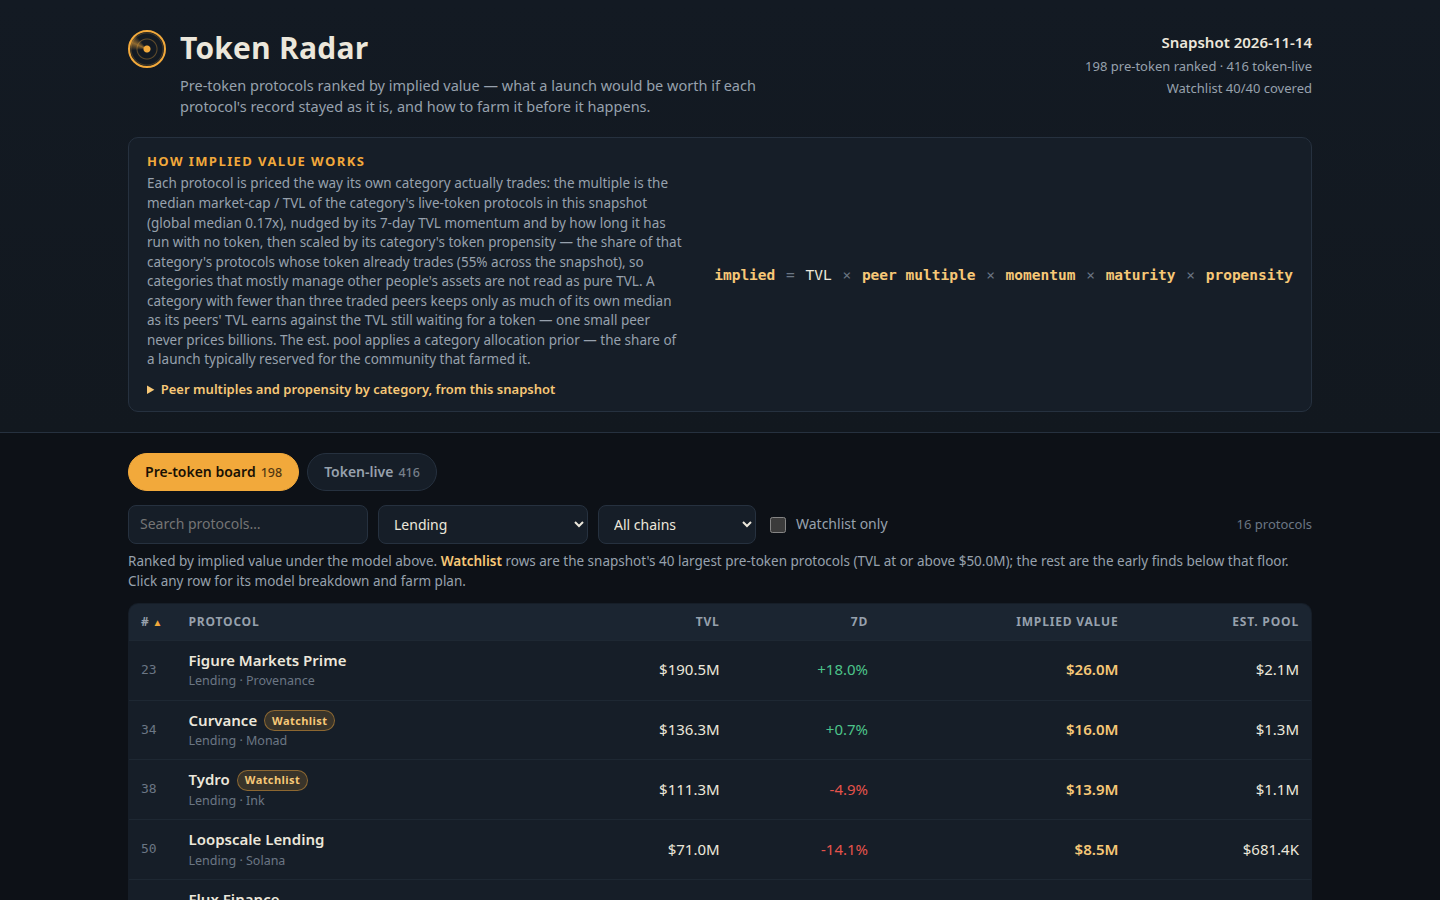 Token Radar
Pre-token protocols ranked by implied value — what a launch would be worth if each
protocol's record stayed as it is, and how to farm it before it happens.
Snapshot 2026-11-14
198 pre-token ranked · 416 token-live
Watchlist 40/40 covered
HOW IMPLIED VALUE WORKS
Each protocol is priced the way its own category actually trades: the multiple is the
median market-cap / TVL of the category's live-token protocols in this snapshot
(global median 0.17x), nudged by its 7-day TVL momentum and by how long it has
run with no token, then scaled by its category's token propensity — the share of that
category's protocols whose token already trades (55% across the snapshot), so
categories that mostly manage other people's assets are not read as pure TVL. A
category with fewer than three traded peers keeps only as much of its own median
as its peers' TVL earns against the TVL still waiting for a token — one small peer
never prices billions. The est. pool applies a category allocation prior — the share of
a launch typically reserved for the community that farmed it.
implied = TVL × peer multiple × momentum × maturity × propensity
▶ Peer multiples and propensity by category, from this snapshot
Pre-token board 198 Token-live 416
Search protocols... Lending All chains Watchlist only 16 protocols
Ranked by implied value under the model above. Watchlist rows are the snapshot's 40 largest pre-token protocols (TVL at or above $50.0M); the rest are the early finds below that floor.
Click any row for its model breakdown and farm plan.
# ▲ PROTOCOL TVL 7D IMPLIED VALUE EST. POOL
23 Figure Markets Prime $190.5M +18.0% $26.0M $2.1M
Lending · Provenance
34 Curvance Watchlist $136.3M +0.7% $16.0M $1.3M
Lending · Monad
38 Tydro Watchlist $111.3M -4.9% $13.9M $1.1M
Lending · Ink
50 Loopscale Lending $71.0M -14.1% $8.5M $681.4K
Lending · Solana
Flux Finance